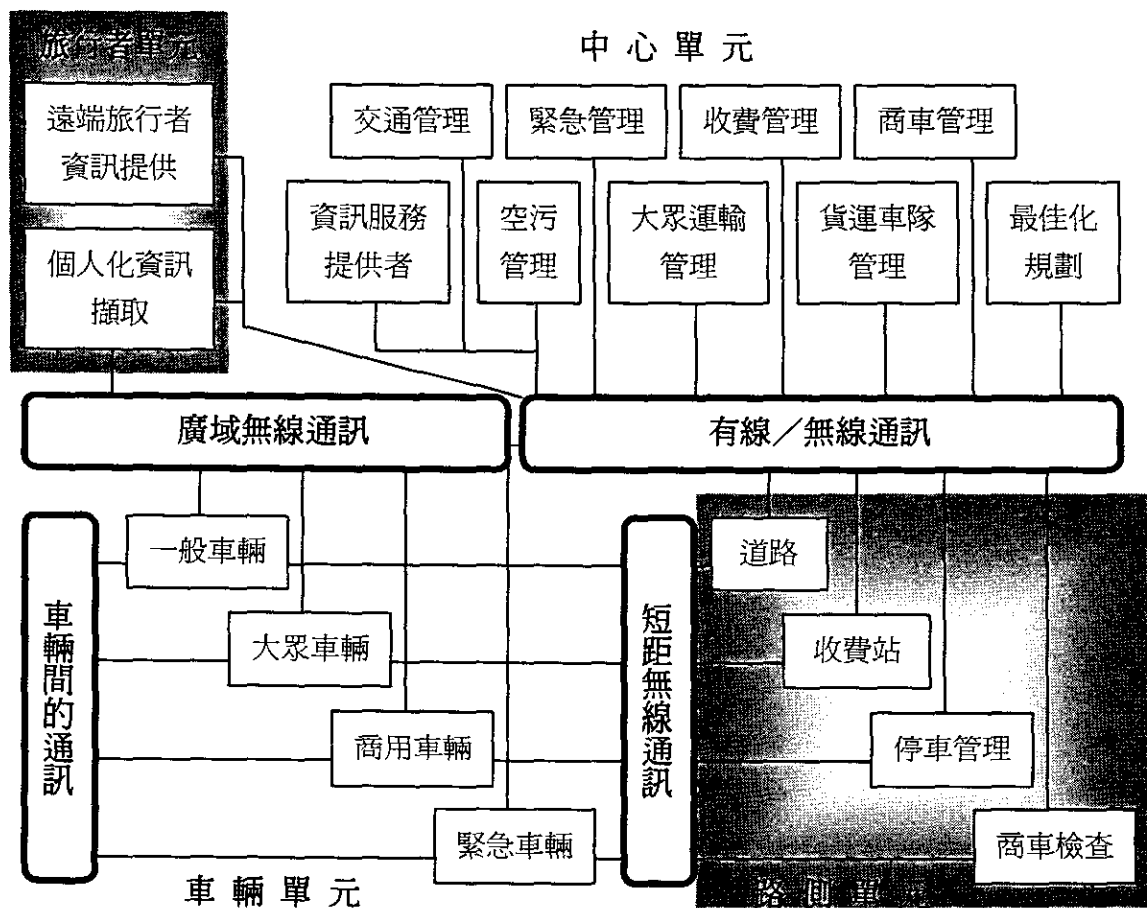 旅行者單元
中心單元
遠端旅行者
資訊提供
個人化資訊
擷取
交通管理
緊急管理
收費管理
商車管理
資訊服務
提供者
空污
管理
大眾運輸
管理
貨運車隊
管理
最佳化
規劃
廣域無線通訊
有線／無線通訊
車輛間的通訊
一般車輛
大眾車輛
商用車輛
緊急車輛
車輛單元
短距無線通訊
道路
收費站
停車管理
商車檢查
路側單元